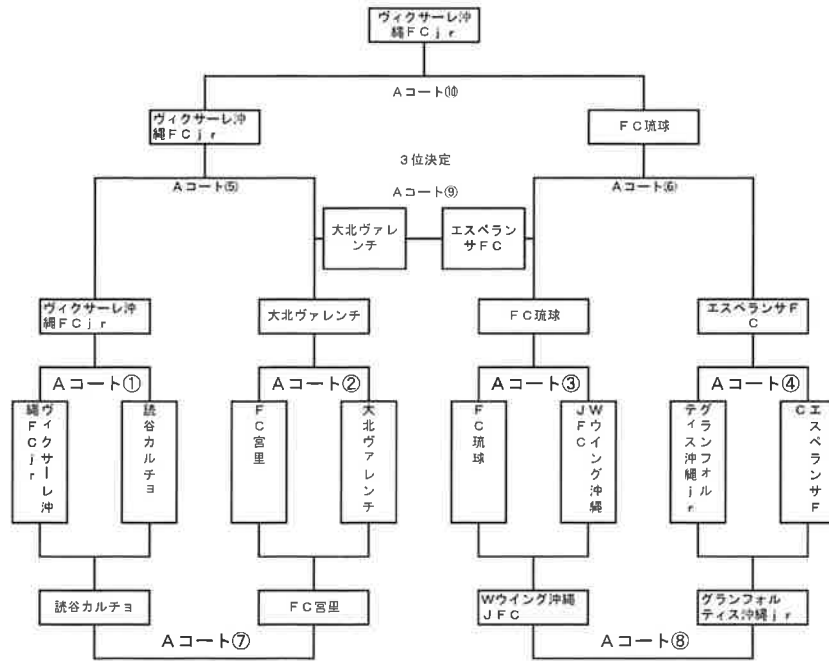 ヴィクサーレ沖
縄FCjr
Aコート⑩
ヴィクサーレ沖
縄FCjr
FC琉球
3位決定
Aコート⑤
Aコート⑨
Aコート⑥
大北ヴァレン
チ
エスペラン
サFC
ヴィクサーレ沖
縄FCjr
大北ヴァレンチ
FC琉球
エスペランサF
C
Aコート①
Aコート②
Aコート③
Aコート④
ヴィクサーレ沖
縄FCjr
読谷カルチョ
FC宮里
大北ヴァレンチ
FC琉球
Wウイング沖縄
JFC
グランフォル
ティス沖縄jr
エスペランサF
C
読谷カルチョ
FC宮里
Wウイング沖縄
JFC
グランフォル
ティス沖縄jr
Aコート⑦
Aコート⑧